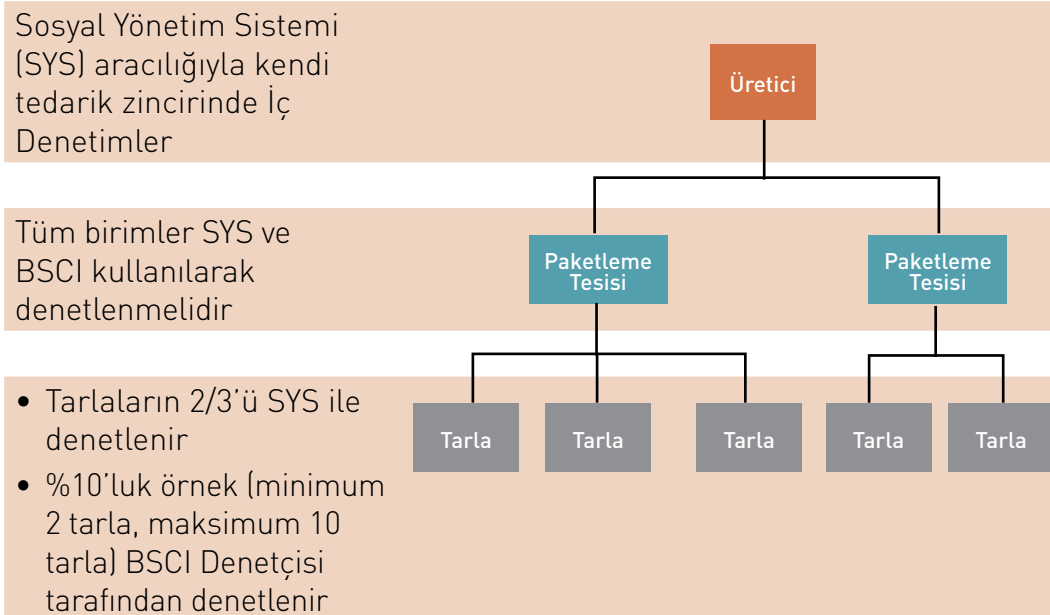 Sosyal Yönetim Sistemi
(SYS) aracılığıyla kendi
tedarik zincirinde İç
Denetimler
Üretici
Tüm birimler SYS ve
BSCI kullanılarak
denetlenmelidir
Paketleme
Tesisi
Paketleme
Tesisi
• Tarlaların 2/3’ü SYS ile
denetlenir
• %10’luk örnek (minimum
2 tarla, maksimum 10
tarla) BSCI Denetçisi
tarafından denetlenir
Tarla
Tarla
Tarla
Tarla
Tarla